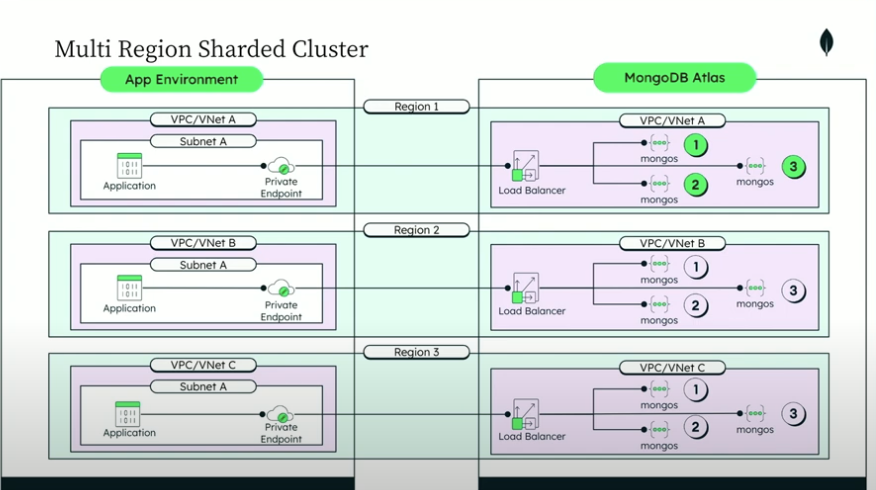 Multi Region Sharded Cluster
App Environment
MongoDB Atlas
Region 1
VPC/VNet A
Subnet A
Application
Private
Endpoint
VPC/VNet A
Load Balancer
mongos
1
mongos
2
mongos
3
Region 2
VPC/VNet B
Subnet A
Application
Private
Endpoint
VPC/VNet B
Load Balancer
mongos
1
mongos
2
mongos
3
Region 3
VPC/VNet C
Subnet A
Application
Private
Endpoint
VPC/VNet C
Load Balancer
mongos
1
mongos
2
mongos
3